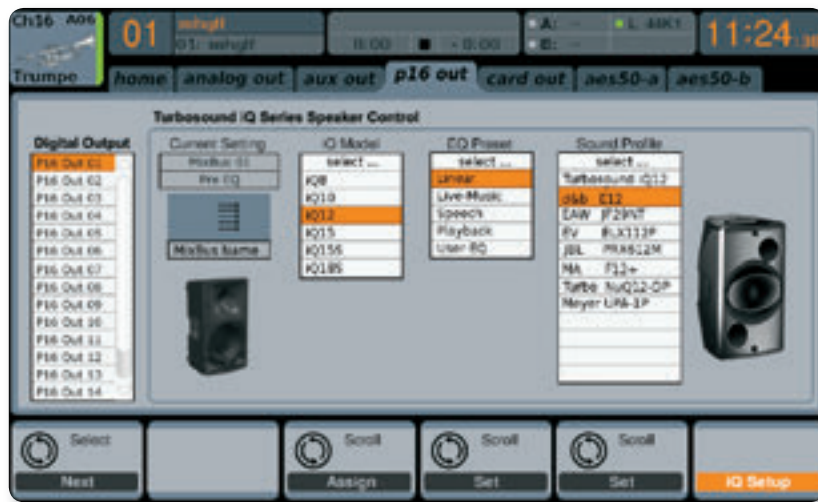 Ch16 A06
Trumpe
01
11:24
home
analog out
aux out
p16 out
card out
aes50-a
aes50-b
A: --
B: --
L: 48K1
Turbosound iQ Series Speaker Control
Digital Output
P16 Out 01
P16 Out 02
P16 Out 03
P16 Out 04
P16 Out 05
P16 Out 06
P16 Out 07
P16 Out 08
P16 Out 09
P16 Out 10
P16 Out 11
P16 Out 12
P16 Out 13
P16 Out 14
Current Setting
MixBus 01
Pre EQ
MixBus Name
iQ Model
select ...
iQ8
iQ10
iQ12
iQ15
iQ15S
iQ18S
EQ Preset
select ...
Linear
Live-Music
Speech
Playback
User EQ
Sound Profile
select ...
Turbosound iQ12
d&b E12
EAW JF29NT
EV ELX112P
JBL PRX612M
MA F12+
Turbo NuQ12-DP
Meyer UPA-1P
Select
Next
Scroll
Assign
Scroll
Set
Scroll
Set
iQ Setup